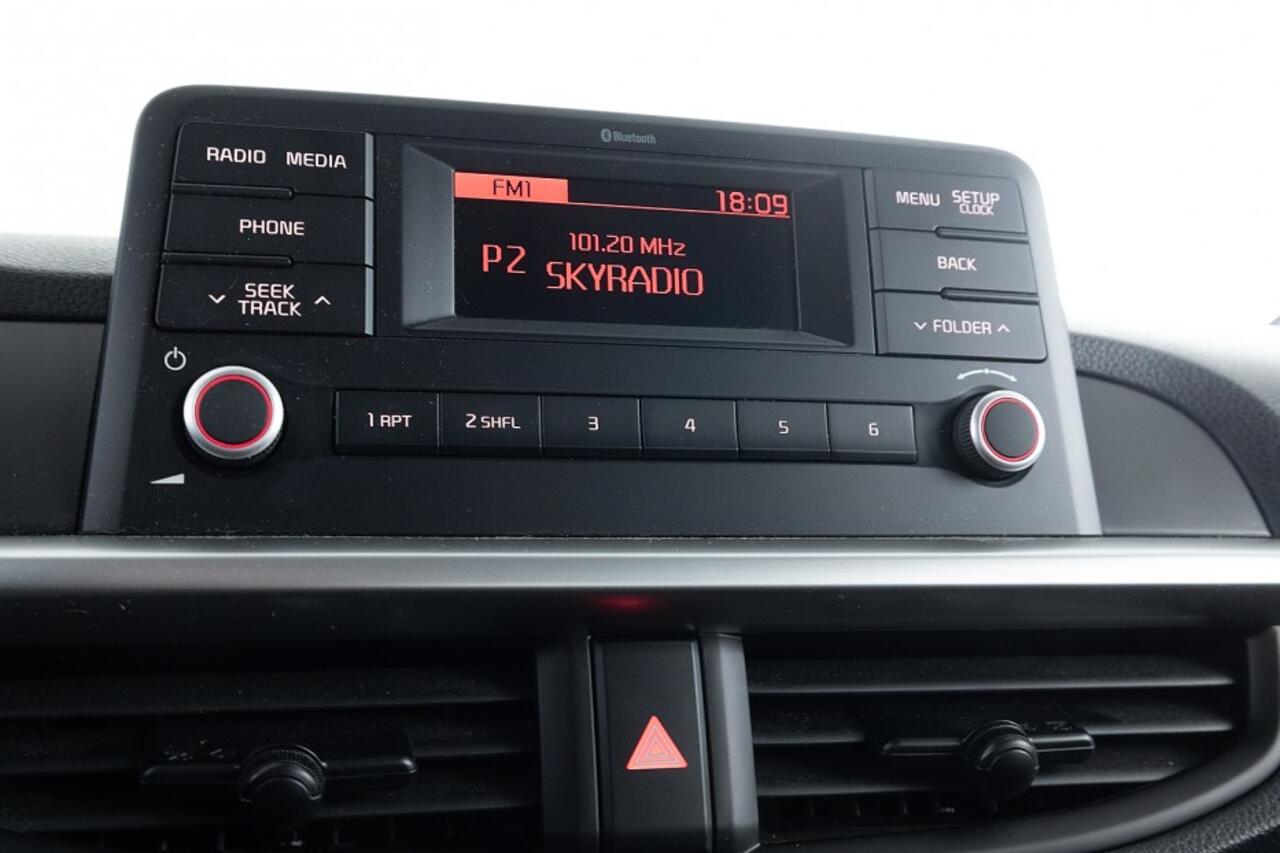 Bluetooth
RADIO MEDIA
PHONE
SEEK
TRACK
FM1 18:09
101.20 MHz
P2 SKYRADIO
MENU SETUP
CLOCK
BACK
FOLDER
1 RPT 2 SHFL 3 4 5 6